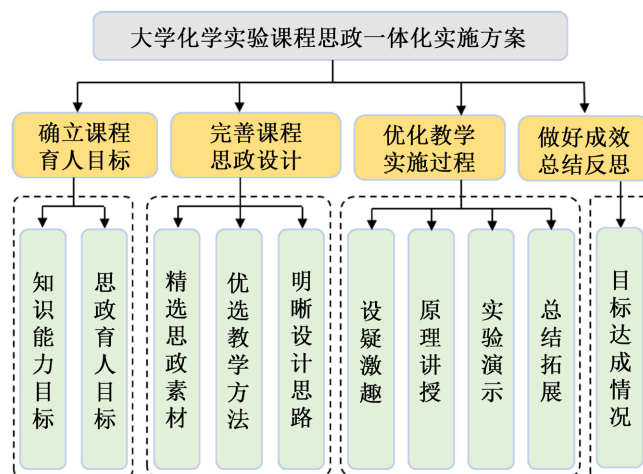 大学化学实验课程思政一体化实施方案
确立课程
育人目标
完善课程
思政设计
优化教学
实施过程
做好成效
总结反思
知识能力目标
思政育人目标
精选思政素材
优选教学方法
明晰设计思路
设疑激趣
原理讲授
实验演示
总结拓展
目标达成情况